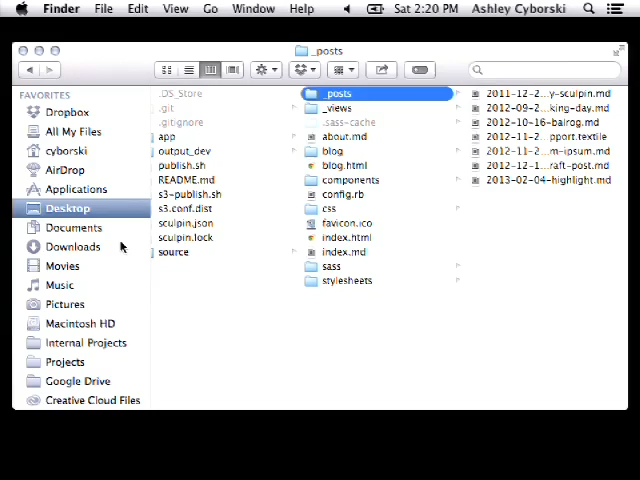 Finder File Edit View Go Window Help Sat 2:20 PM Ashley Cyborski
_posts
FAVORITES
Dropbox
All My Files
cyborski
AirDrop
Applications
Desktop
Documents
Downloads
Movies
Music
Pictures
Macintosh HD
Internal Projects
Projects
Google Drive
Creative Cloud Files
.DS_Store
.git
.gitignore
app
output_dev
publish.sh
README.md
s3-publish.sh
s3.conf.dist
sculpin.json
sculpin.lock
source
_posts
_views
.sass-cache
about.md
blog
blog.html
components
config.rb
css
favicon.ico
index.html
index.md
sass
stylesheets
2011-12-2...y-sculpin.md
2012-09-2...king-day.md
2012-10-16-bairog.md
2012-11-2...pport.textile
2012-11-2...m-ipsum.md
2012-12-1...raft-post.md
2013-02-04-highlight.md